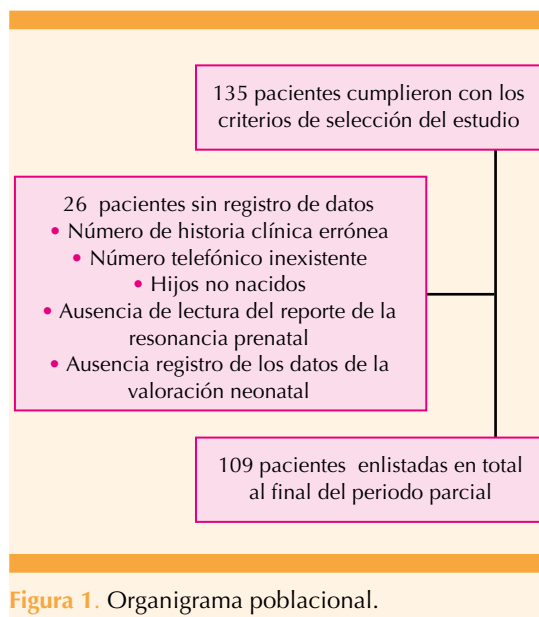 135 pacientes cumplieron con los
criterios de selección del estudio
26 pacientes sin registro de datos
• Número de historia clínica errónea
• Número telefónico inexistente
• Hijos no nacidos
• Ausencia de lectura del reporte de la
resonancia prenatal
• Ausencia registro de los datos de la
valoración neonatal
109 pacientes enlistadas en total
al final del periodo parcial
Figura 1. Organigrama poblacional.